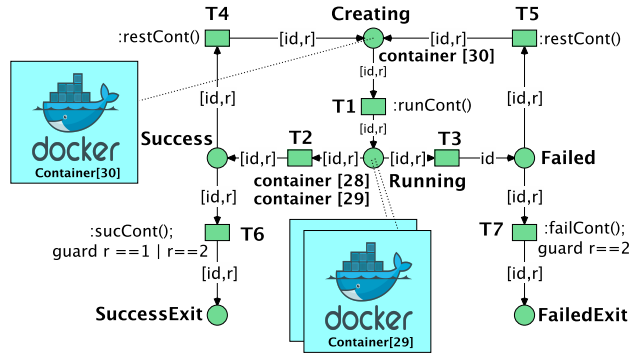 T4
Creating
T5
:restCont()
[id,r]
[id,r]
:restCont()
container [30]
[id,r]
[id,r]
T1
:runCont()
[id,r]
[id,r]
docker
Container[30]
Success
T2
T3
[id,r]
[id,r]
[id,r]
id
Failed
container [28]
container [29]
Running
[id,r]
[id,r]
:sucCont();
guard r ==1 | r==2
T6
T7
:failCont();
guard r==2
[id,r]
[id,r]
SuccessExit
docker
Container[29]
FailedExit